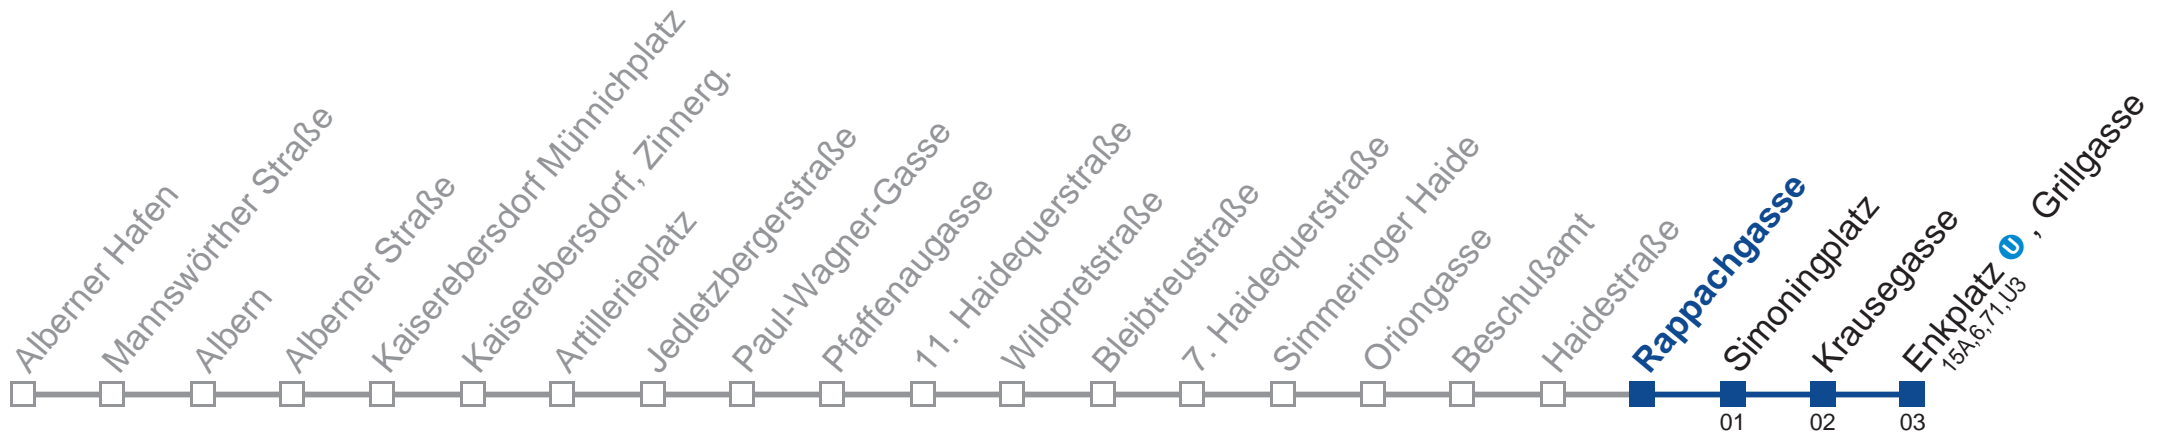 Alberner Hafen
Mannswörther Straße
Albern
Alberner Straße
Kaiserebersdorf Münnichplatz
Kaiserebersdorf, Zinnerg.
Artillerieplatz
Jedletzbergerstraße
Paul-Wagner-Gasse
Pfaffenaugasse
11. Haidequerstraße
Wildpretstraße
Bleibtreustraße
7. Haidequerstraße
Simmeringer Haide
Oriongasse
Beschußamt
Haidestraße
Rappachgasse
Simoningplatz
Krausegasse
Enkplatz U , Grillgasse
15A,6,71,U3
01
02
03